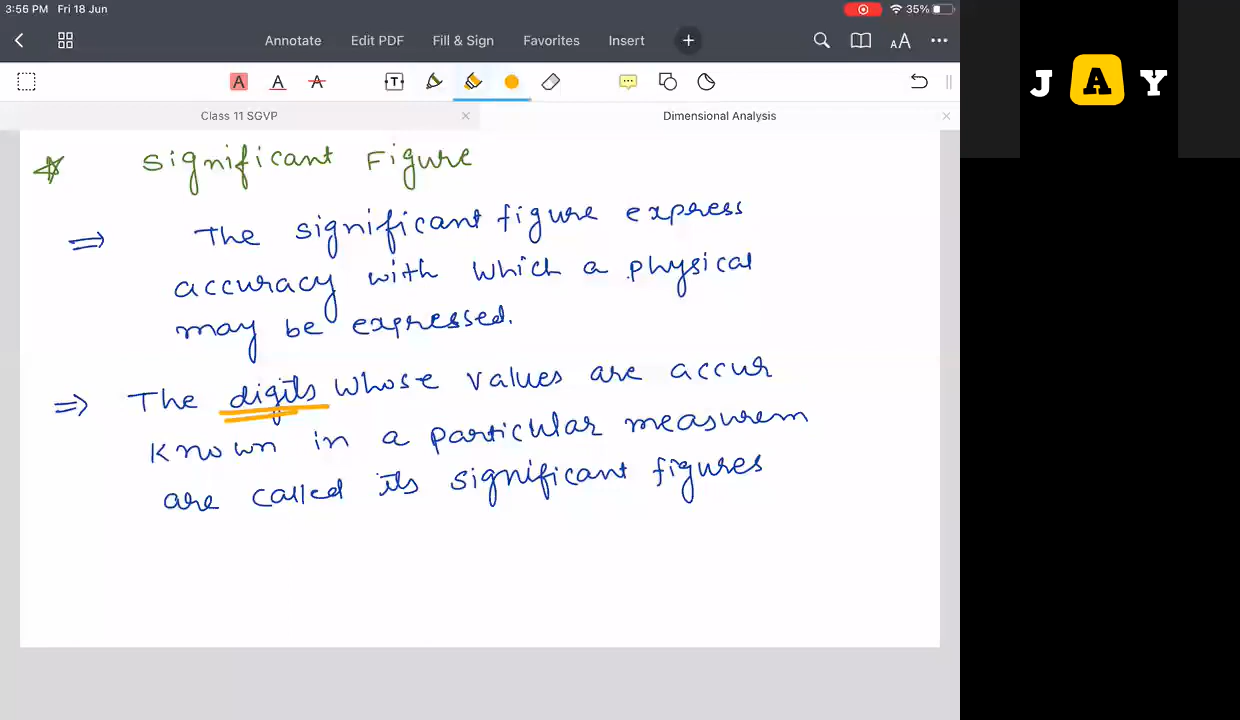 3:56 PM Fri 18 Jun
35%
Annotate Edit PDF Fill & Sign Favorites Insert
AA
A A A T
Class 11 SGVP
Dimensional Analysis
J A Y
Significant Figure
⇒ The significant figure express
accuracy with which a physical
may be expressed.
⇒ The digits whose values are accur
known in a particular measurem
are called its significant figures